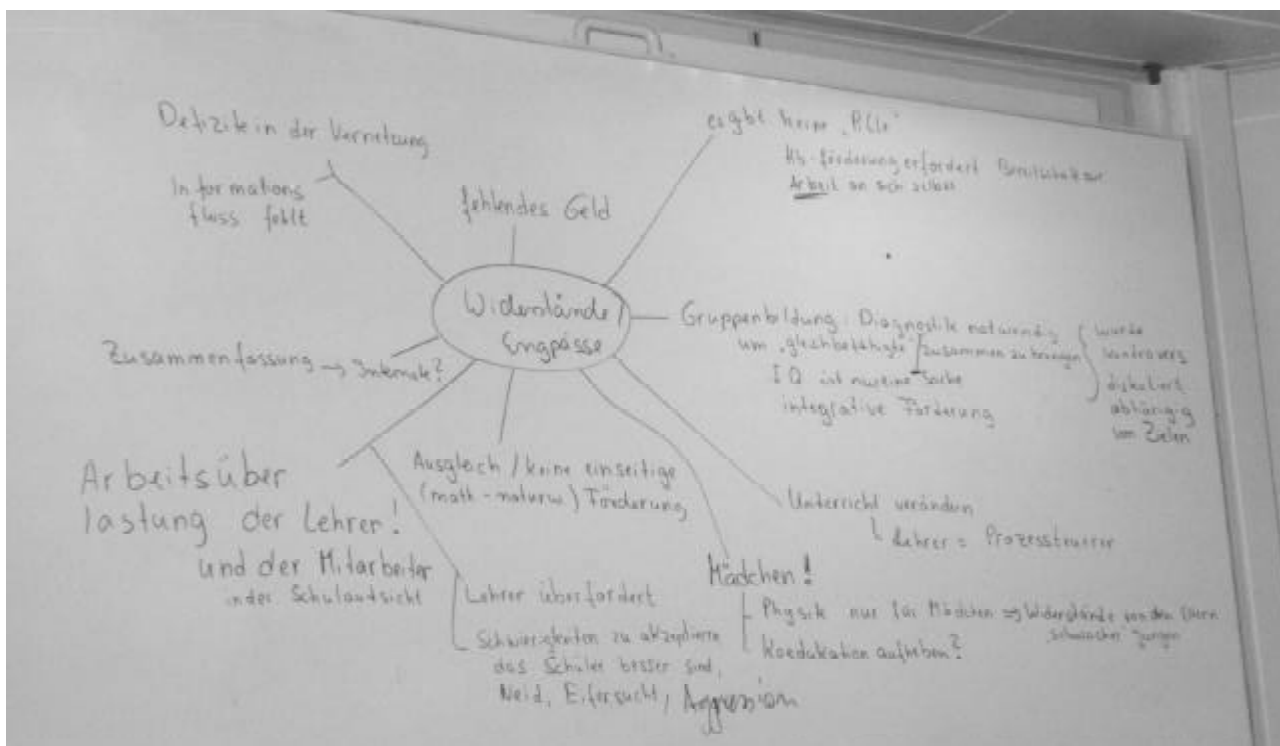 Defizite in der Vernetzung
Informations
fluss fehlt
fehlendes Geld
es gbt keine "Pille"
Hb-förderung erfordert Bereitschaft zur
Arbeit an sich selbst
Widerstände /
Engpässe
Gruppenbildung: Diagnostik notwendig
um "gleichbefähigte" zusammen zu bringen
IQ ist nur eine Sache
integrative Förderung
wurde
kontrovers
diskutiert
abhängig
von Zielen
Zusammenfassung → Internate?
Arbeitsüber
lastung der Lehrer!
und der Mitarbeiter
in der Schulaufsicht
Ausgleich / keine einseitige
(math-naturw.) Förderung
Unterricht verändern
Lehrer = Prozesssteuerer
Lehrer überfordert
Schwierigkeiten zu akzeptieren
das Schüler besser sind,
Neid, Eifersucht, Aggression
Mädchen!
Physik nur für Mädchen => Widerstände von den Eltern
schwacher Jungen
Koedukation aufheben?